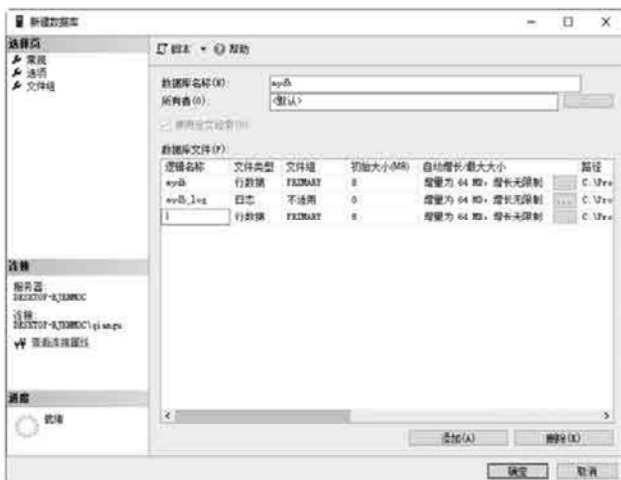 新建数据库
选择页
常规
选项
文件组
脚本 帮助
数据库名称(N): mydb
所有者(O): <默认>
使用全文检索(U)
数据库文件(F):
逻辑名称 文件类型 文件组 初始大小(MB) 自动增长/最大大小 路径
mydb 行数据 PRIMARY 8 增量为 64 MB，增长无限制 ... C:\Pro
mydb_log 日志 不适用 8 增量为 64 MB，增长无限制 ... C:\Pro
行数据 PRIMARY 8 增量为 64 MB，增长无限制 ... C:\Pro
连接
服务器:
连接:
查看连接属性
进度
就绪
添加(A) 删除(R)
确定 取消